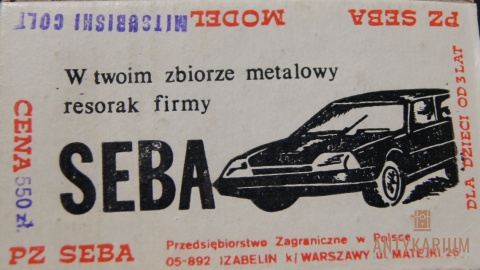 PZ SEBA
MODEL
MITSUBISHI COLT
W twoim zbiorze metalowy
resorak firmy
SEBA
CENA 550 zł.
DLA DZIECI OD 3 LAT
PZ SEBA
Przedsiębiorstwo Zagraniczne w Polsce
05-892 IZABELIN k/WARSZAWY ul. MATEJKI 26
ANTYKARIUM